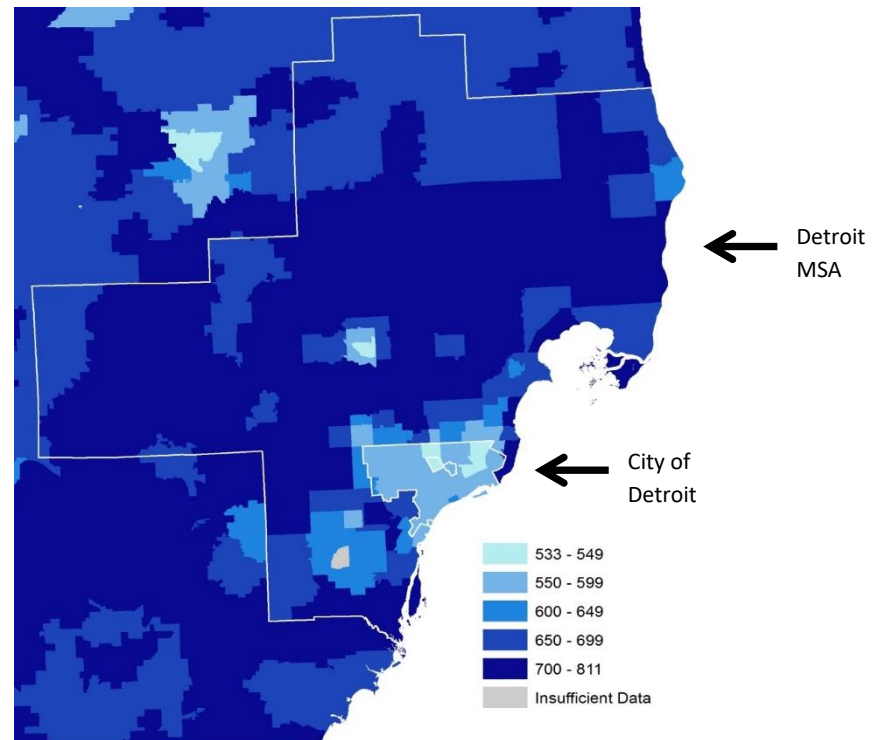 Detroit
MSA
City of
Detroit
533 - 549
550 - 599
600 - 649
650 - 699
700 - 811
Insufficient Data